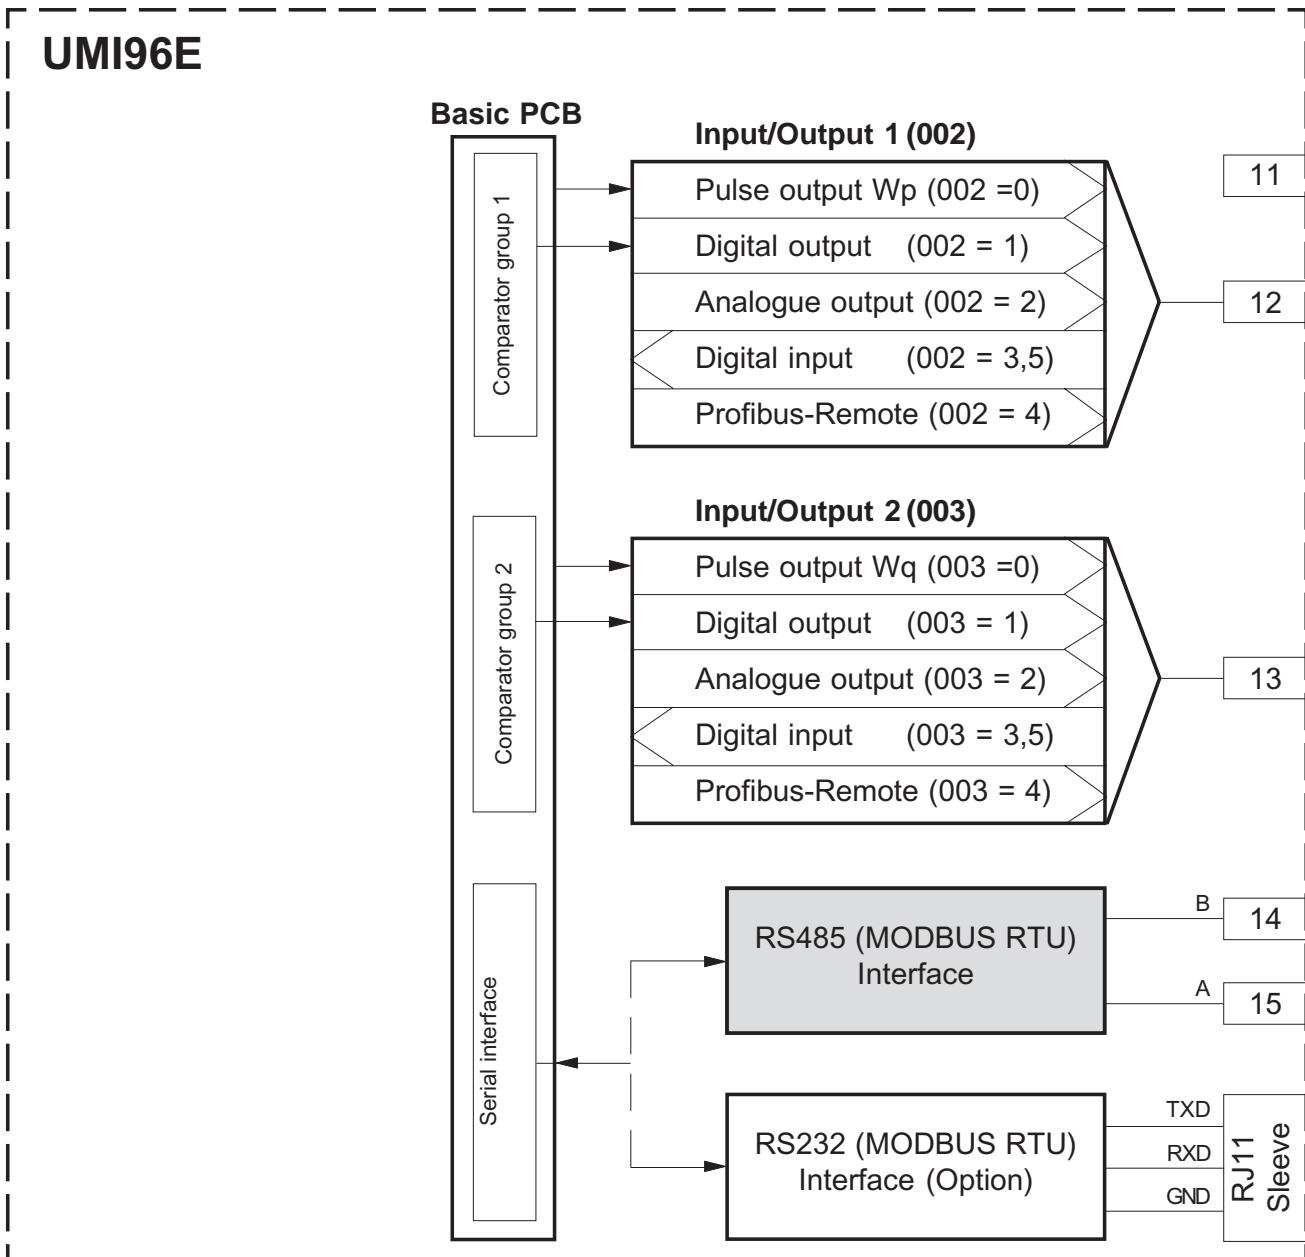 UMI96E
Basic PCB
Comparator group 1
Comparator group 2
Serial interface
Input/Output 1 (002)
Pulse output Wp (002 =0)
Digital output (002 = 1)
Analogue output (002 = 2)
Digital input (002 = 3,5)
Profibus-Remote (002 = 4)
11
12
Input/Output 2 (003)
Pulse output Wq (003 =0)
Digital output (003 = 1)
Analogue output (003 = 2)
Digital input (003 = 3,5)
Profibus-Remote (003 = 4)
13
RS485 (MODBUS RTU)
Interface
B
14
A
15
RS232 (MODBUS RTU)
Interface (Option)
TXD
RXD
GND
RJ11
Sleeve